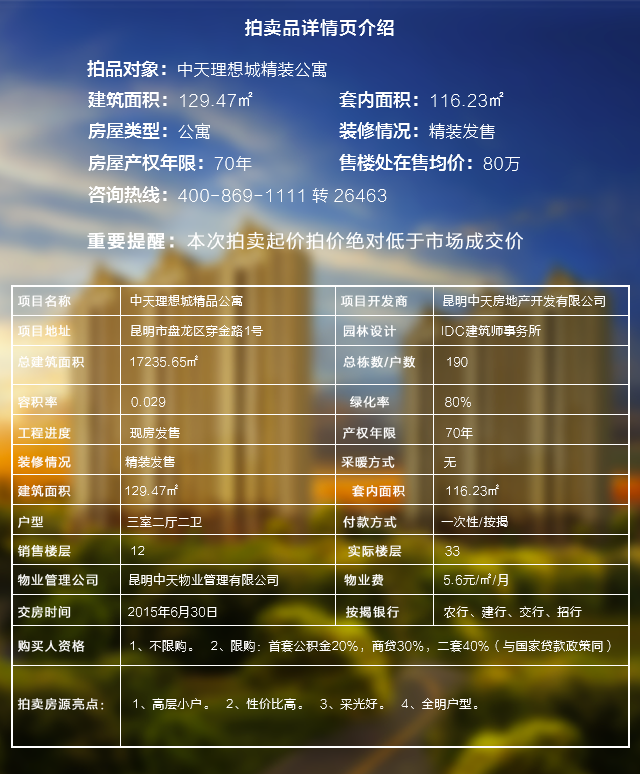 拍卖品详情页介绍
拍品对象：中天理想城精装公寓
建筑面积：129.47㎡ 套内面积：116.23㎡
房屋类型：公寓 装修情况：精装发售
房屋产权年限：70年 售楼处在售均价：80万
咨询热线：400-869-1111 转 26463
重要提醒：本次拍卖起价拍价绝对低于市场成交价
项目名称 中天理想城精品公寓 项目开发商 昆明中天房地产开发有限公司
项目地址 昆明市盘龙区穿金路1号 园林设计 IDC建筑师事务所
总建筑面积 17235.65㎡ 总栋数/户数 190
容积率 0.029 绿化率 80%
工程进度 现房发售 产权年限 70年
装修情况 精装发售 采暖方式 无
建筑面积 129.47㎡ 套内面积 116.23㎡
户型 三室二厅二卫 付款方式 一次性/按揭
销售楼层 12 实际楼层 33
物业管理公司 昆明中天物业管理有限公司 物业费 5.6元/㎡/月
交房时间 2015年6月30日 按揭银行 农行、建行、交行、招行
购买人资格 1、不限购。 2、限购：首套公积金20%，商贷30%，二套40%（与国家贷款政策同）
拍卖房源亮点： 1、高层小户。 2、性价比高。 3、采光好。 4、全明户型。